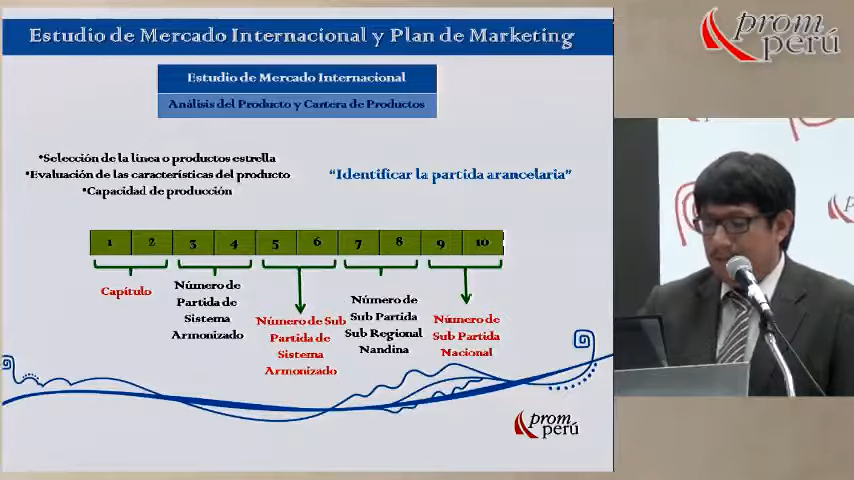 Estudio de Mercado Internacional y Plan de Marketing
Estudio de Mercado Internacional
Análisis del Producto y Cartera de Productos
•Selección de la línea o productos estrella
•Evaluación de las características del producto
•Capacidad de producción
“Identificar la partida arancelaria”
1 2 3 4 5 6 7 8 9 10
Capítulo
Número de
Partida de
Sistema
Armonizado
Número de Sub
Partida de
Sistema
Armonizado
Número de
Sub Partida
Sub Regional
Nandina
Número de
Sub Partida
Nacional
prom
perú
prom
perú